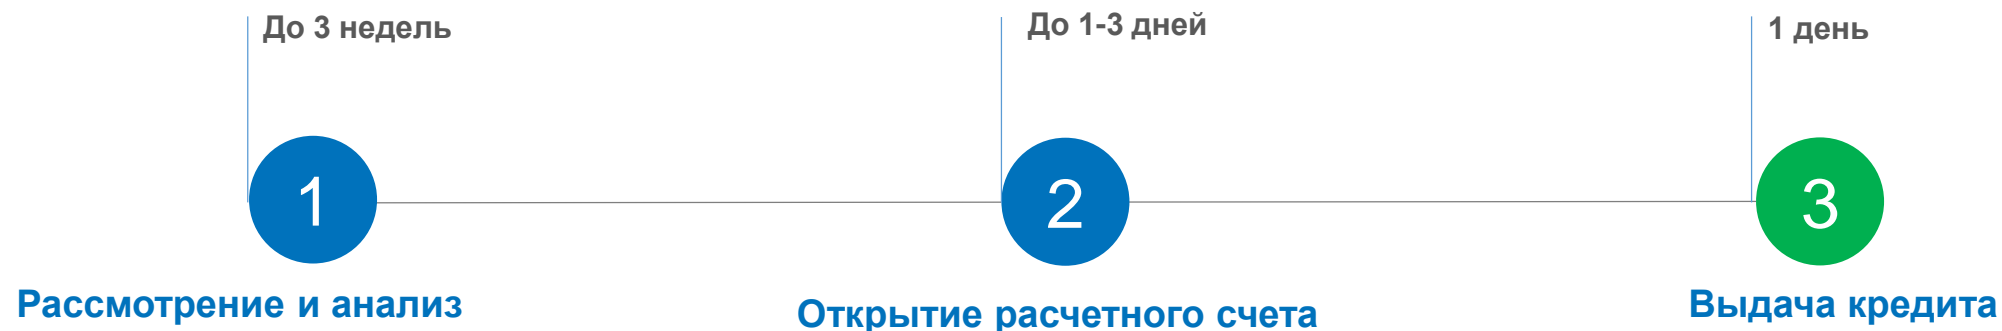 До 3 недель
До 1-3 дней
1 день
1
2
3
Рассмотрение и анализ
Открытие расчетного счета
Выдача кредита